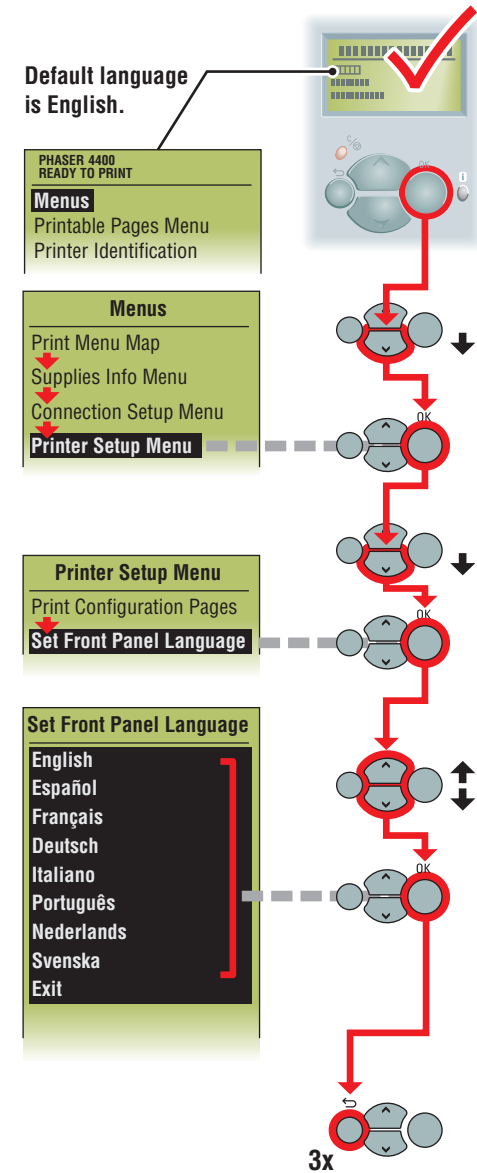 Default language
is English.
OK
i
PHASER 4400
READY TO PRINT
Menus
Printable Pages Menu
Printer Identification
Menus
Print Menu Map
Supplies Info Menu
Connection Setup Menu
Printer Setup Menu
OK
Printer Setup Menu
Print Configuration Pages
Set Front Panel Language
OK
Set Front Panel Language
English
Español
Français
Deutsch
Italiano
Português
Nederlands
Svenska
Exit
OK
3x